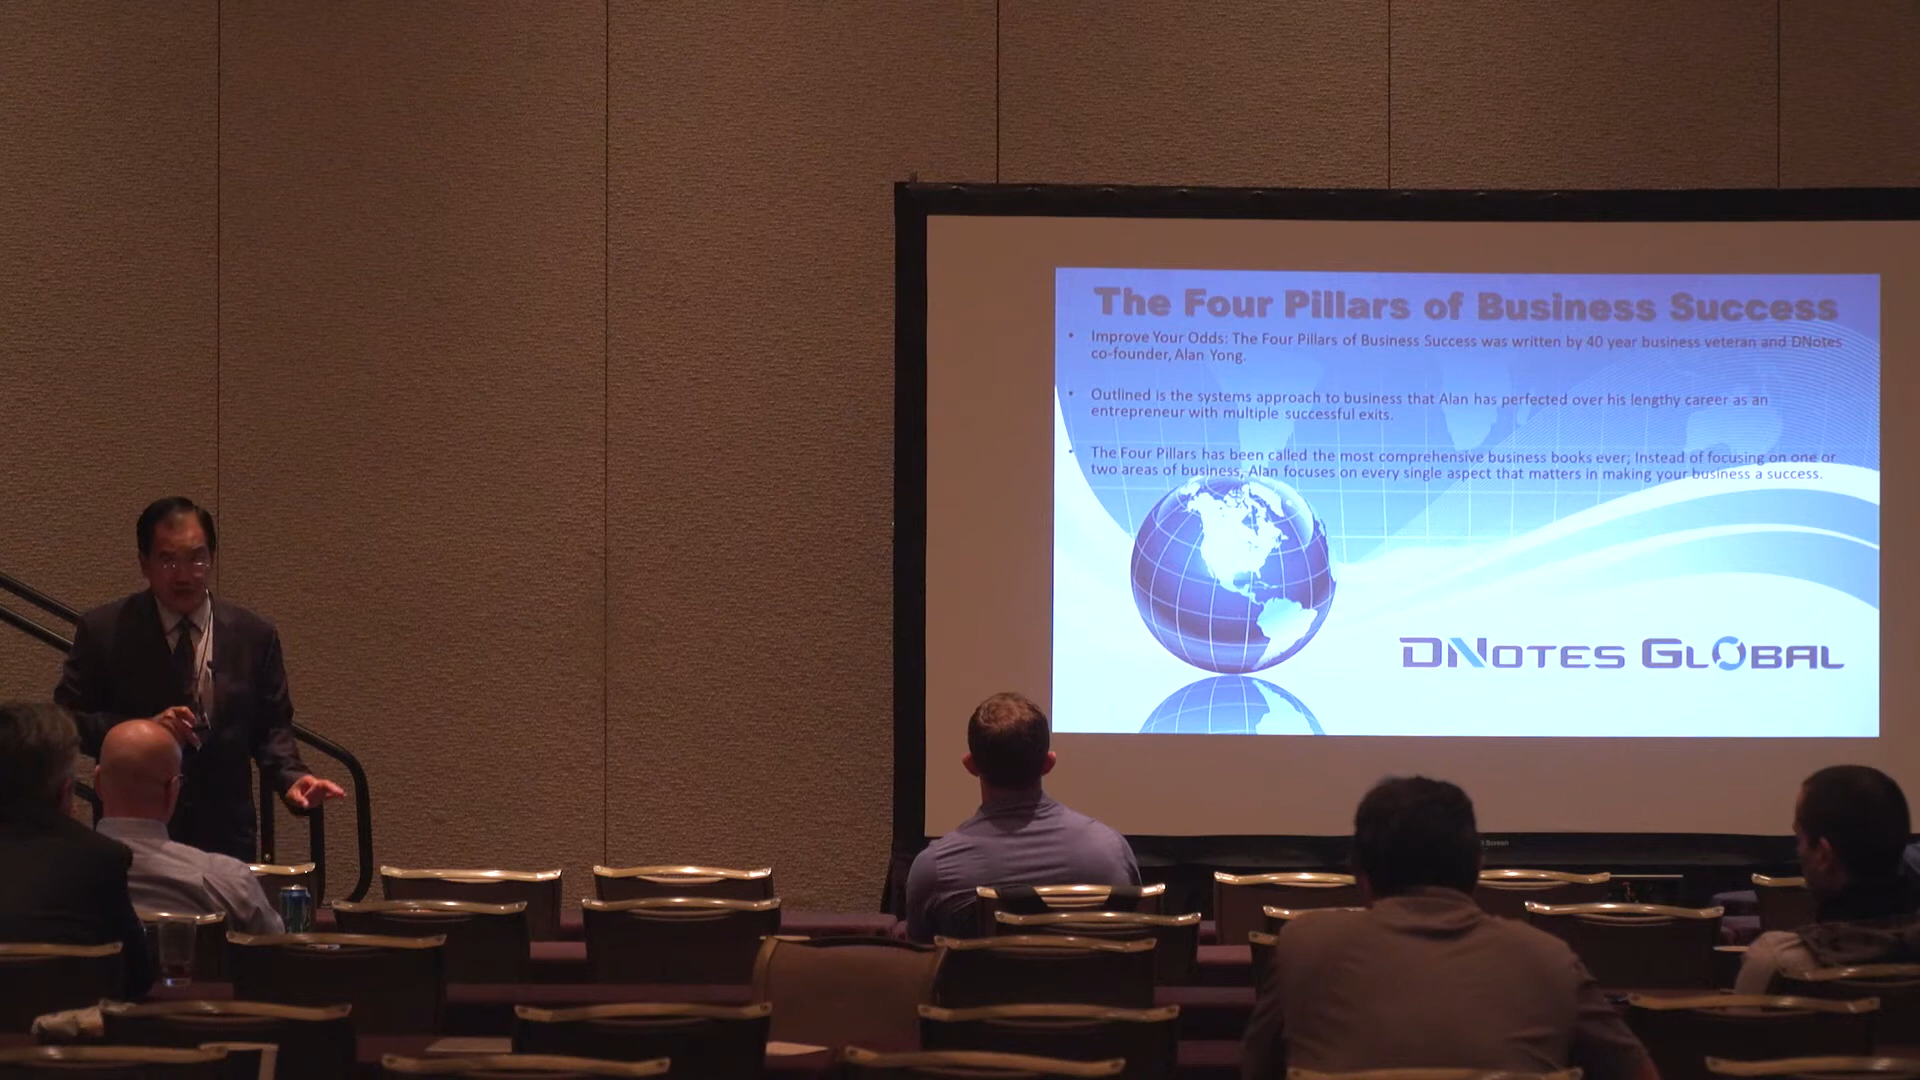 The Four Pillars of Business Success
• Improve Your Odds: The Four Pillars of Business Success was written by 40 year business veteran and DNotes
co-founder, Alan Yong.
• Outlined is the systems approach to business that Alan has perfected over his lengthy career as an
entrepreneur with multiple successful exits.
• The Four Pillars has been called the most comprehensive business books ever; Instead of focusing on one or
two areas of business, Alan focuses on every single aspect that matters in making your business a success.
DNOTES GLOBAL
Screen